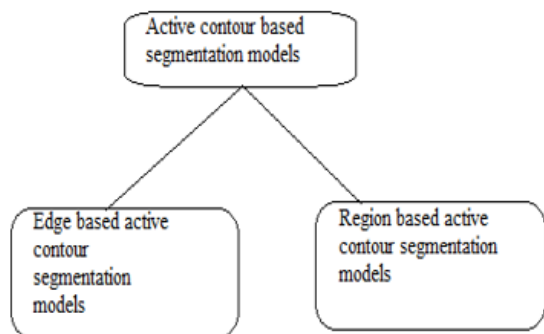 Active contour based
segmentation models
Edge based active
contour
segmentation
models
Region based active
contour segmentation
models